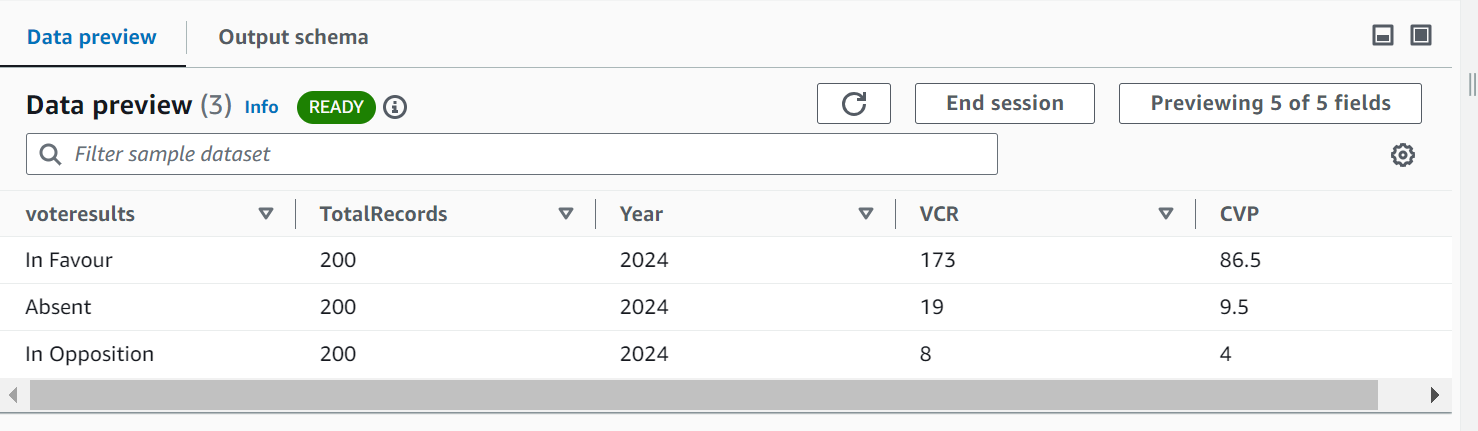 Data preview Output schema
Data preview (3) Info READY End session Previewing 5 of 5 fields
Filter sample dataset
voteresults TotalRecords Year VCR CVP
In Favour 200 2024 173 86.5
Absent 200 2024 19 9.5
In Opposition 200 2024 8 4